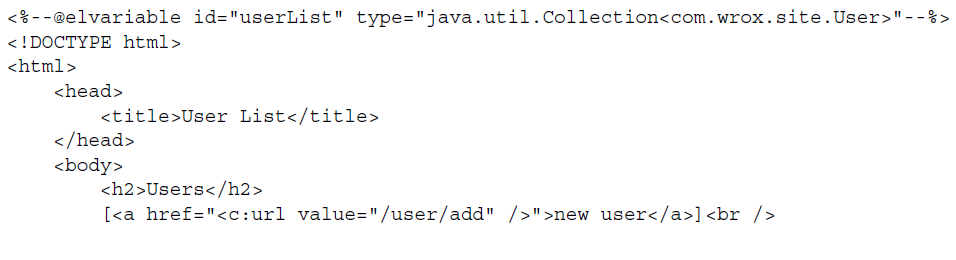 <%--@elvariable id="userList" type="java.util.Collection<com.wrox.site.User>"--%>
<!DOCTYPE html>
<html>
    <head>
        <title>User List</title>
    </head>
    <body>
        <h2>Users</h2>
        [<a href="<c:url value="/user/add" />">new user</a>]<br />